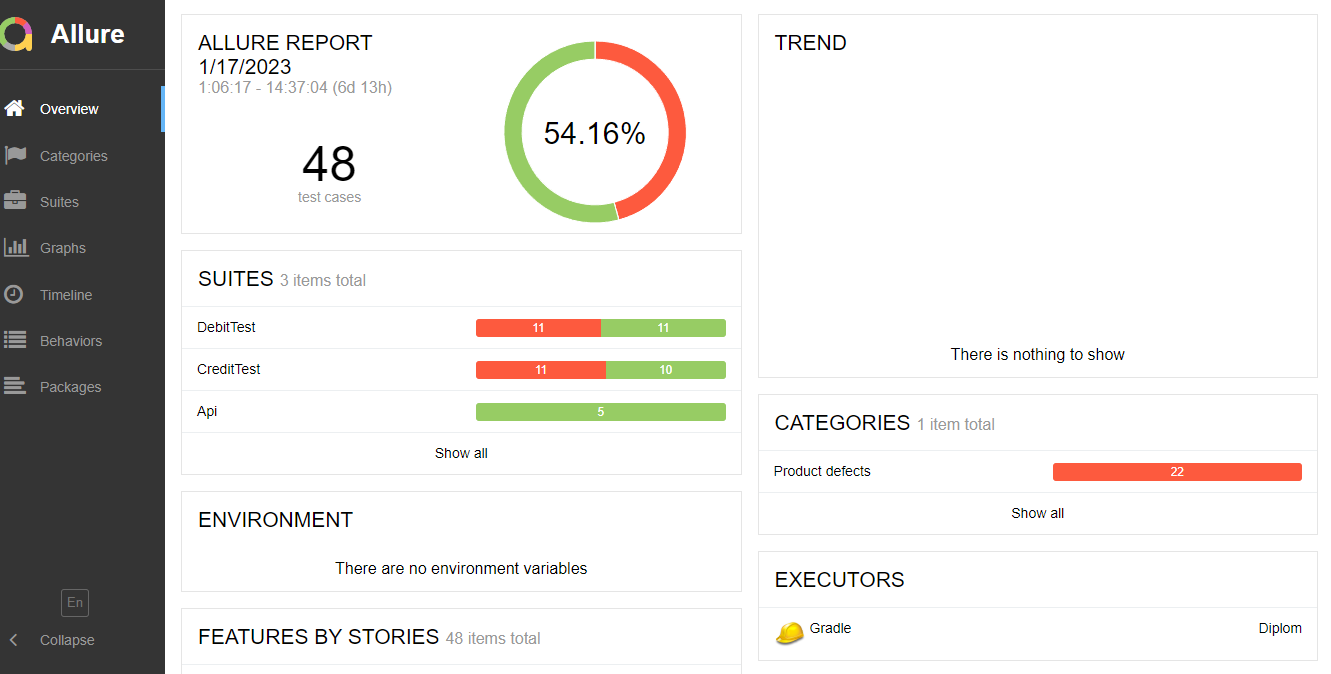 Allure
Overview
Categories
Suites
Graphs
Timeline
Behaviors
Packages
En
Collapse
ALLURE REPORT
1/17/2023
1:06:17 - 14:37:04 (6d 13h)
48
test cases
54.16%
SUITES 3 items total
DebitTest 11 11
CreditTest 11 10
Api 5
Show all
ENVIRONMENT
There are no environment variables
FEATURES BY STORIES 48 items total
TREND
There is nothing to show
CATEGORIES 1 item total
Product defects 22
Show all
EXECUTORS
Gradle Diplom